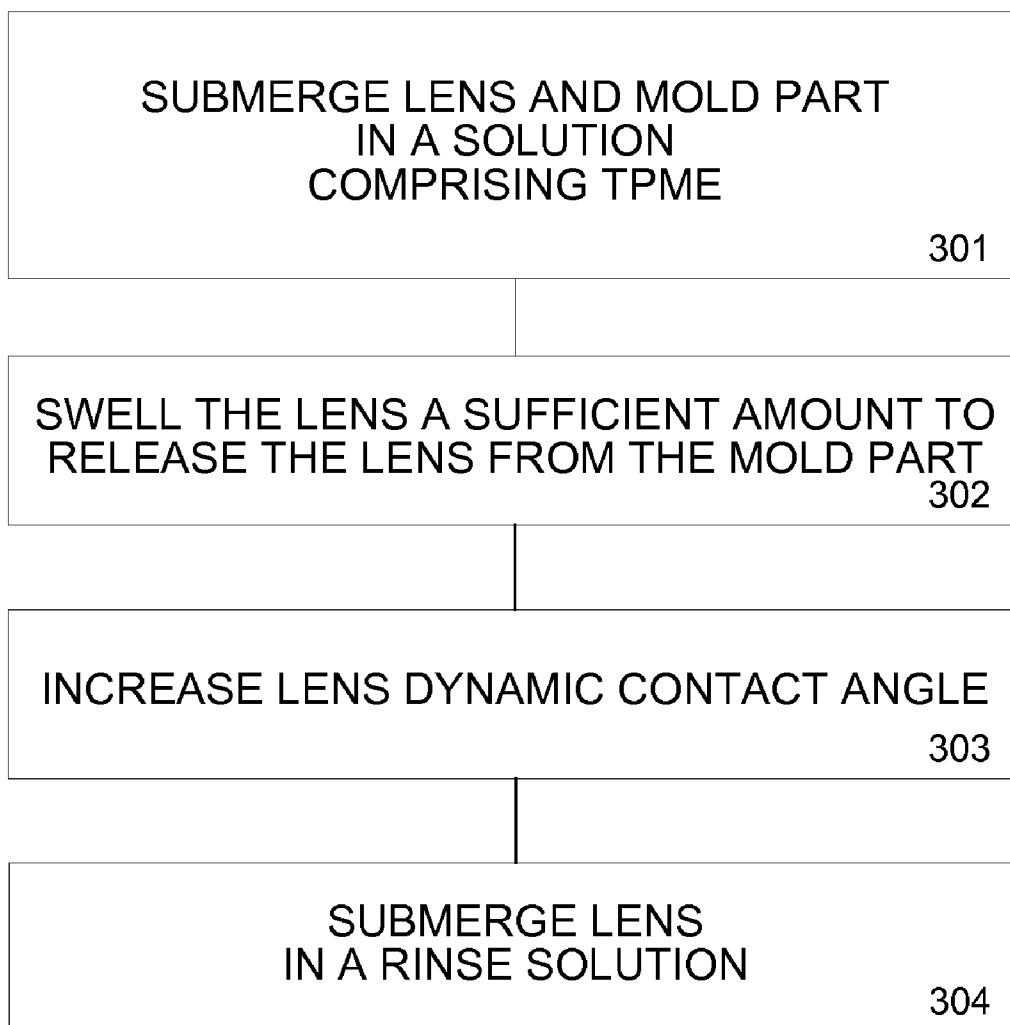 SUBMERGE LENS AND MOLD PART
IN A SOLUTION
COMPRISING TPME
301
SWELL THE LENS A SUFFICIENT AMOUNT TO
RELEASE THE LENS FROM THE MOLD PART
302
INCREASE LENS DYNAMIC CONTACT ANGLE
303
SUBMERGE LENS
IN A RINSE SOLUTION
304